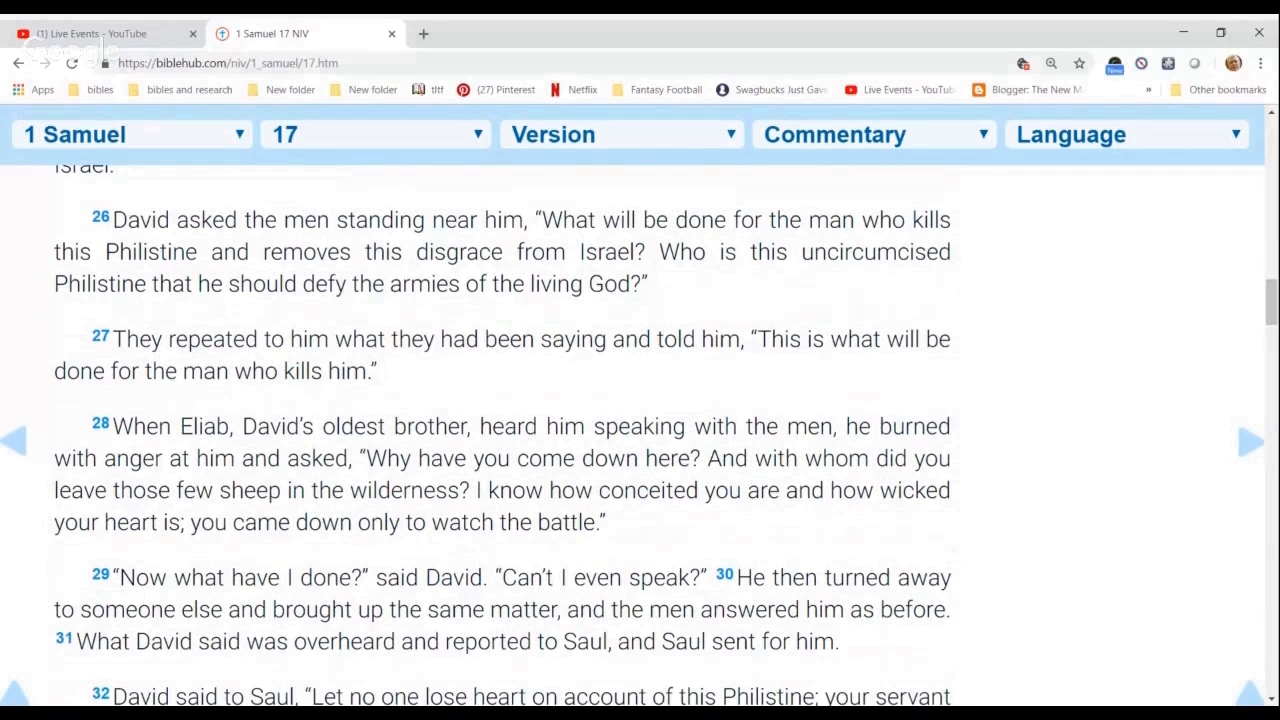 (1) Live Events - YouTube
1 Samuel 17 NIV
Google
https://biblehub.com/niv/1_samuel/17.htm
New
Apps bibles bibles and research New folder New folder tltf (27) Pinterest Netflix Fantasy Football Swagbucks Just Gave Live Events - YouTub Blogger: The New M » Other bookmarks
1 Samuel 17 Version Commentary Language
Israel.
26 David asked the men standing near him, “What will be done for the man who kills
this Philistine and removes this disgrace from Israel? Who is this uncircumcised
Philistine that he should defy the armies of the living God?”
27 They repeated to him what they had been saying and told him, “This is what will be
done for the man who kills him.”
28 When Eliab, David’s oldest brother, heard him speaking with the men, he burned
with anger at him and asked, “Why have you come down here? And with whom did you
leave those few sheep in the wilderness? I know how conceited you are and how wicked
your heart is; you came down only to watch the battle.”
29 “Now what have I done?” said David. “Can’t I even speak?” 30 He then turned away
to someone else and brought up the same matter, and the men answered him as before.
31 What David said was overheard and reported to Saul, and Saul sent for him.
32 David said to Saul, “Let no one lose heart on account of this Philistine; your servant